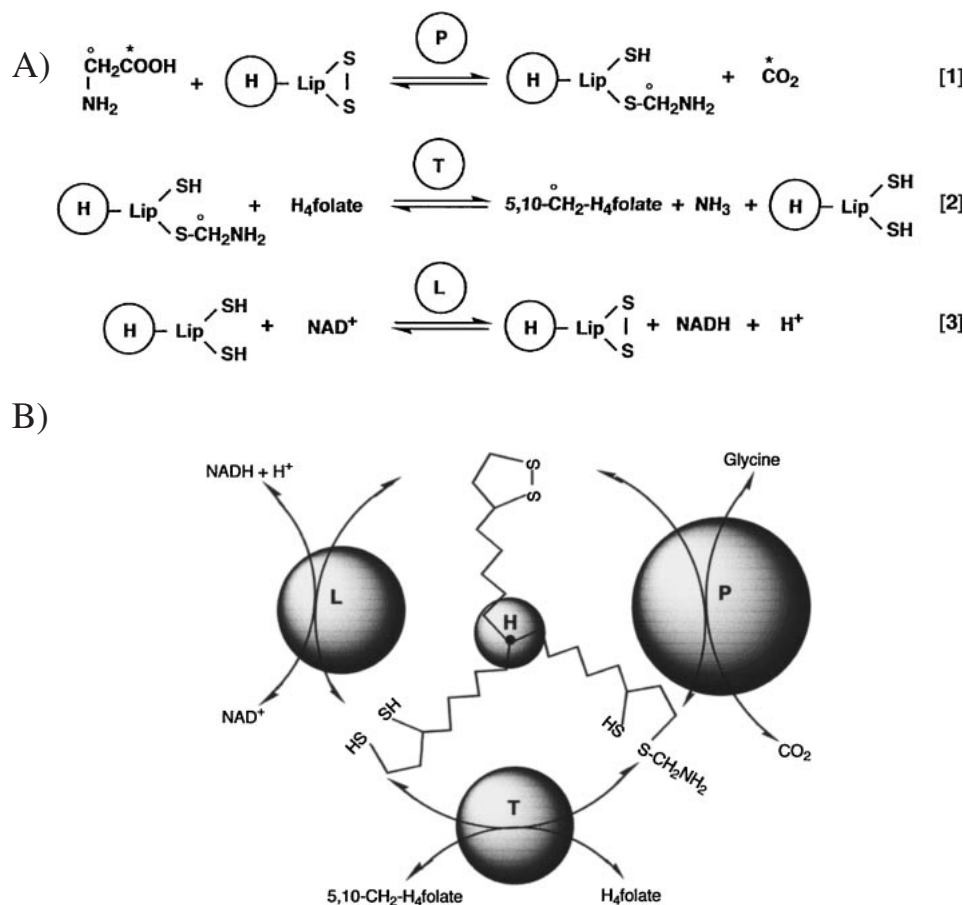 A)
°CH₂*COOH + H-Lip S S P H-Lip SH S-°CH₂NH₂ + *CO₂ [1]
NH₂
H-Lip SH S-°CH₂NH₂ + H₄folate T 5,10-°CH₂-H₄folate + NH₃ + H-Lip SH SH [2]
H-Lip SH SH + NAD⁺ L H-Lip S S + NADH + H⁺ [3]
B)
NADH + H⁺
S
S
Glycine
L
H
P
NAD⁺
SH
HS
HS
S-CH₂NH₂
CO₂
T
5,10-CH₂-H₄folate
H₄folate